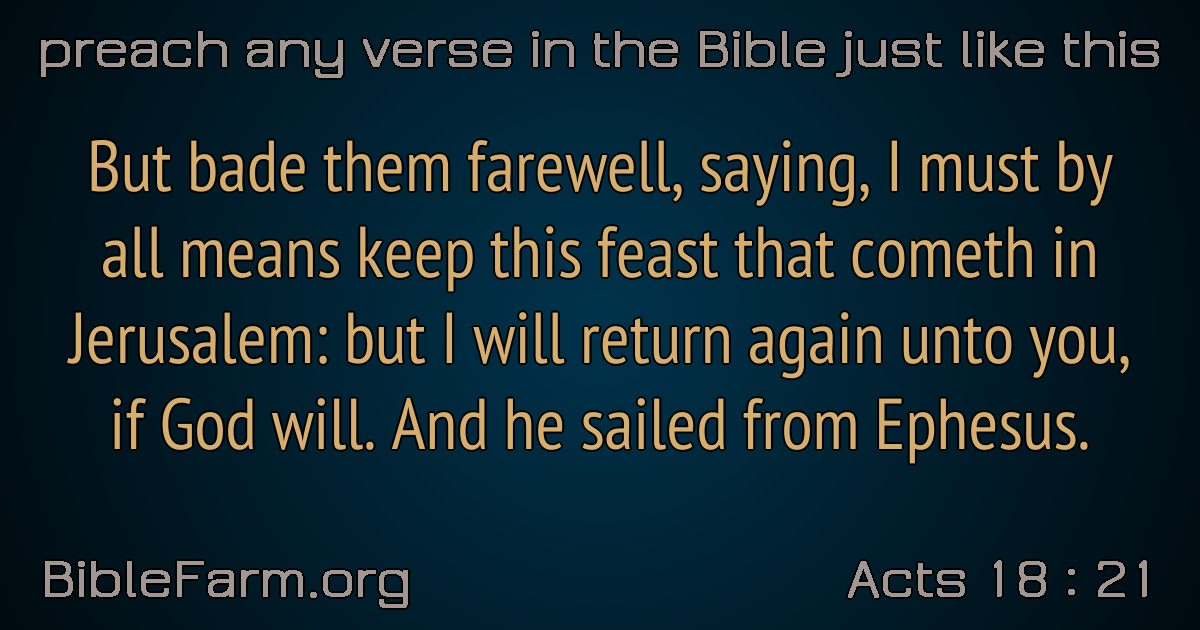 preach any verse in the Bible just like this
But bade them farewell, saying, I must by
all means keep this feast that cometh in
Jerusalem: but I will return again unto you,
if God will. And he sailed from Ephesus.
BibleFarm.org
Acts 18 : 21